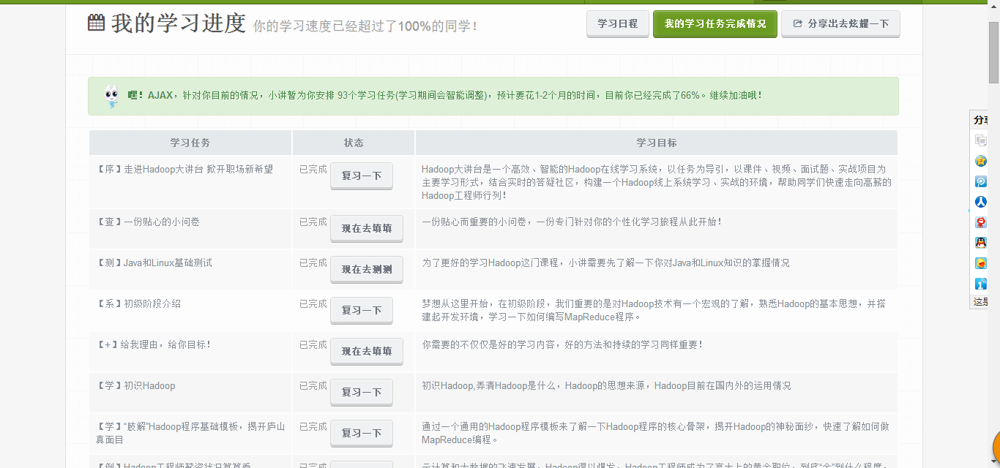 我的学习进度 你的学习速度已经超过了100%的同学！
学习日程
我的学习任务完成情况
分享出去炫耀一下
嘿！AJAX，针对你目前的情况，小讲暂为你安排 93个学习任务(学习期间会智能调整)，预计要花1-2个月的时间，目前你已经完成了66%。继续加油哦！
学习任务 状态 学习目标
【序】走进Hadoop大讲台 掀开职场新希望 已完成 复习一下
Hadoop大讲台是一个高效、智能的Hadoop在线学习系统，以任务为导引，以课件、视频、面试题、实战项目为
主要学习形式，结合实时的答疑社区，构建一个Hadoop线上系统学习、实战的环境，帮助同学们快速走向高薪的
Hadoop工程师行列！
【查】一份贴心的小问卷 已完成 现在去填填 一份贴心而重要的小问卷，一份专门针对你的个性化学习旅程从此开始！
【测】Java和Linux基础测试 已完成 现在去测测 为了更好的学习Hadoop这门课程，小讲需要先了解一下你对Java和Linux知识的掌握情况
【系】初级阶段介绍 已完成 复习一下
梦想从这里开始，在初级阶段，我们重要的是对Hadoop技术有一个宏观的了解，熟悉Hadoop的基本思想，并搭
建起开发环境，学习一下如何编写MapReduce程序。
【+】给我理由，给你目标！ 已完成 现在去填填 你需要的不仅仅是好的学习内容，好的方法和持续的学习同样重要！
【学】初识Hadoop 已完成 复习一下 初识Hadoop,弄清Hadoop是什么，Hadoop的思想来源，Hadoop目前在国内外的运用情况
【学】“肢解”Hadoop程序基础模板，揭开庐山
真面目
已完成 复习一下
通过一个通用的Hadoop程序模板来了解一下Hadoop程序的核心骨架，揭开Hadoop的神秘面纱，快速了解如何做
MapReduce编程。
【例】Hadoop工程师薪资状况算算看 已完成 云计算和大数据的飞速发展，Hadoop得以爆发，Hadoop工程师成为了高大上的黄金职位，到底“金”到什么程度，
分享
这是